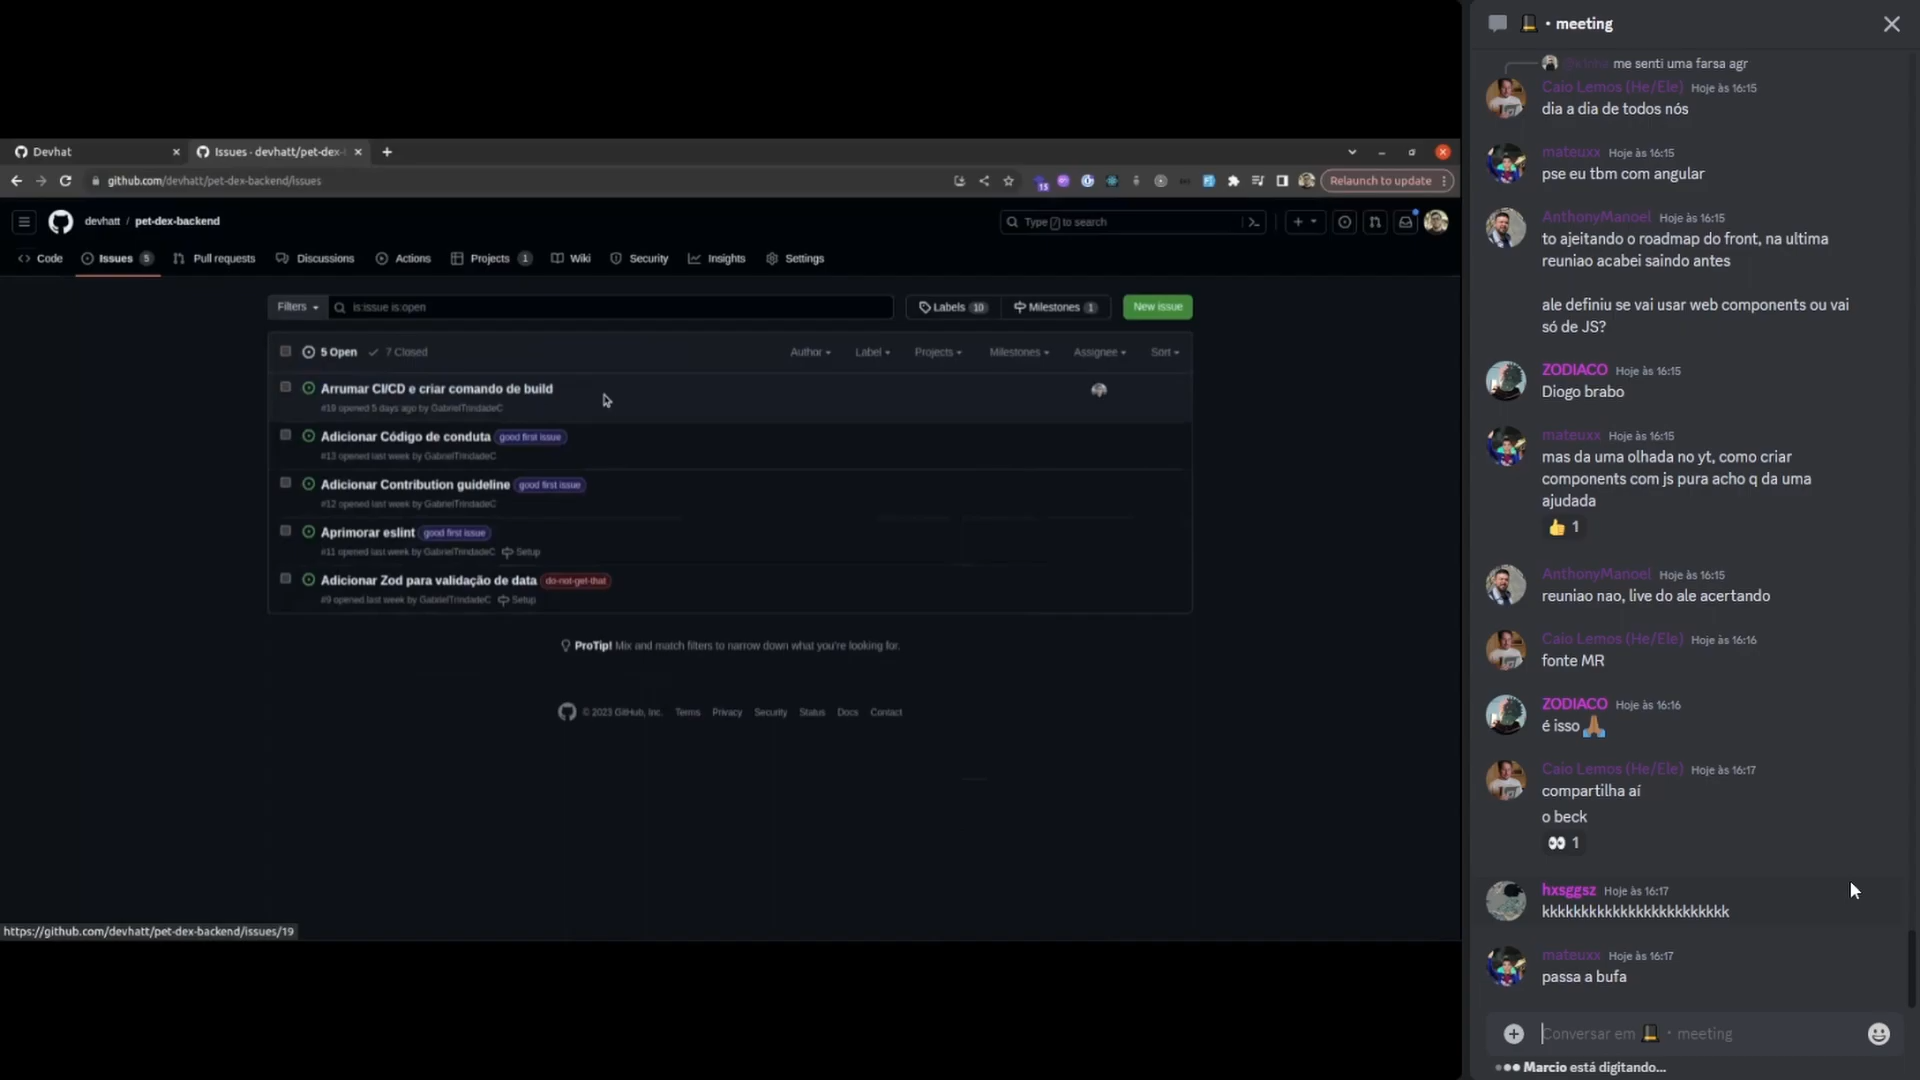 Devhat
Issues · devhatt/pet-dex-
github.com/devhatt/pet-dex-backend/issues
15
Relaunch to update
devhatt / pet-dex-backend
Type / to search
Code
Issues 5
Pull requests
Discussions
Actions
Projects 1
Wiki
Security
Insights
Settings
Filters
is:issue is:open
Labels 10
Milestones 1
New issue
5 Open
7 Closed
Author
Label
Projects
Milestones
Assignee
Sort
Arrumar CI/CD e criar comando de build
#19 opened 5 days ago by GabrielTrindadeC
Adicionar Código de conduta good first issue
#13 opened last week by GabrielTrindadeC
Adicionar Contribution guideline good first issue
#12 opened last week by GabrielTrindadeC
Aprimorar eslint good first issue
#11 opened last week by GabrielTrindadeC Setup
Adicionar Zod para validação de data do-not-get-that
#9 opened last week by GabrielTrindadeC Setup
ProTip! Mix and match filters to narrow down what you're looking for.
© 2023 GitHub, Inc. Terms Privacy Security Status Docs Contact
https://github.com/devhatt/pet-dex-backend/issues/19
· meeting
me senti uma farsa agr
Caio Lemos (He/Ele) Hoje às 16:15
dia a dia de todos nós
mateuxx Hoje às 16:15
pse eu tbm com angular
AnthonyManoel Hoje às 16:15
to ajeitando o roadmap do front, na ultima
reuniao acabei saindo antes
ale definiu se vai usar web components ou vai
só de JS?
ZODIACO Hoje às 16:15
Diogo brabo
mateuxx Hoje às 16:15
mas da uma olhada no yt, como criar
components com js pura acho q da uma
ajudada
👍 1
AnthonyManoel Hoje às 16:15
reuniao nao, live do ale acertando
Caio Lemos (He/Ele) Hoje às 16:16
fonte MR
ZODIACO Hoje às 16:16
é isso 🙏🏾
Caio Lemos (He/Ele) Hoje às 16:17
compartilha aí
o beck
👀 1
hxsggsz Hoje às 16:17
kkkkkkkkkkkkkkkkkkkkkkkk
mateuxx Hoje às 16:17
passa a bufa
Conversar em · meeting
Marcio está digitando...